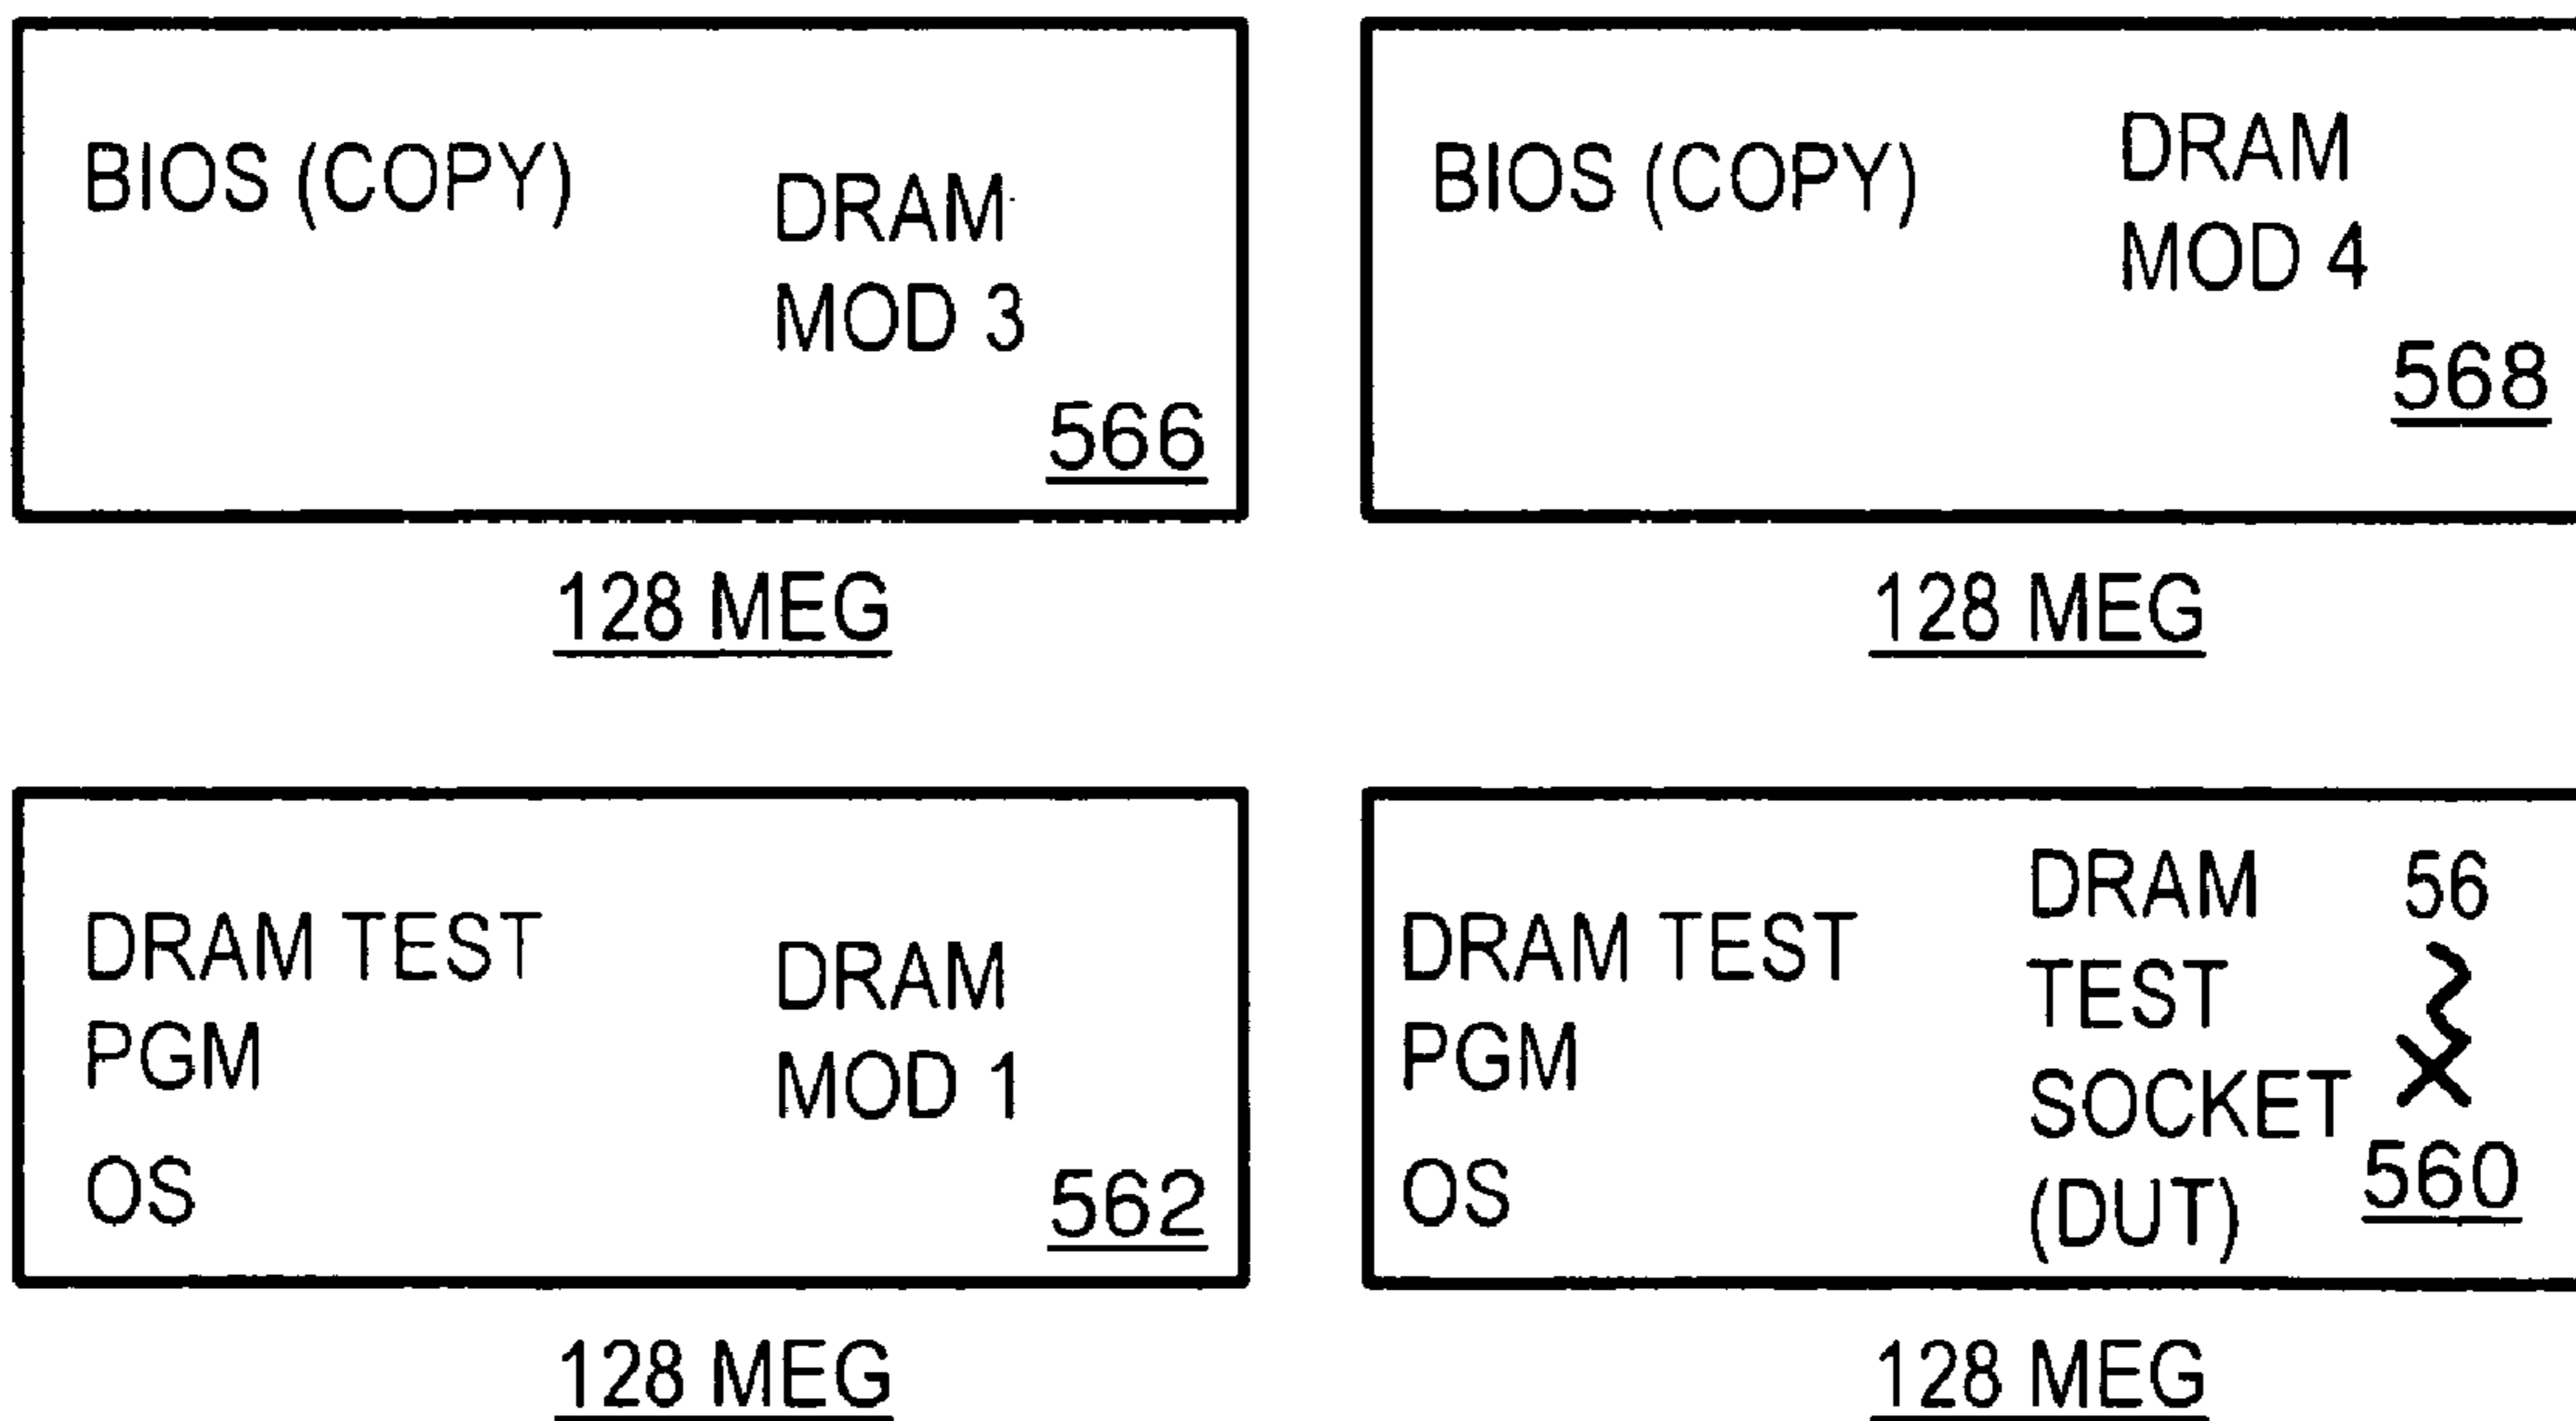 BIOS (COPY)
DRAM
MOD 3
566
128 MEG
BIOS (COPY)
DRAM
MOD 4
568
128 MEG
DRAM TEST
PGM
OS
DRAM
MOD 1
562
128 MEG
DRAM TEST
PGM
OS
DRAM
TEST
SOCKET
(DUT)
56
560
128 MEG